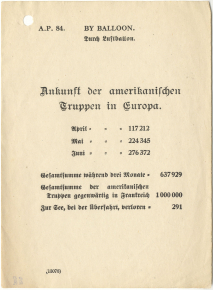 A.P. 84. BY BALLOON.
Durch Luftballon.
Ankunft der amerikanischen
Truppen in Europa.
April „ „ 117 212
Mai „ „ 224 345
Juni „ „ 276 372
Gesamtsumme während drei Monate - 637 929
Gesamtsumme der amerikanischen
Truppen gegenwärtig in Frankreich 1 000 000
Zur See, bei der Überfahrt, verloren „ 291
(10078)